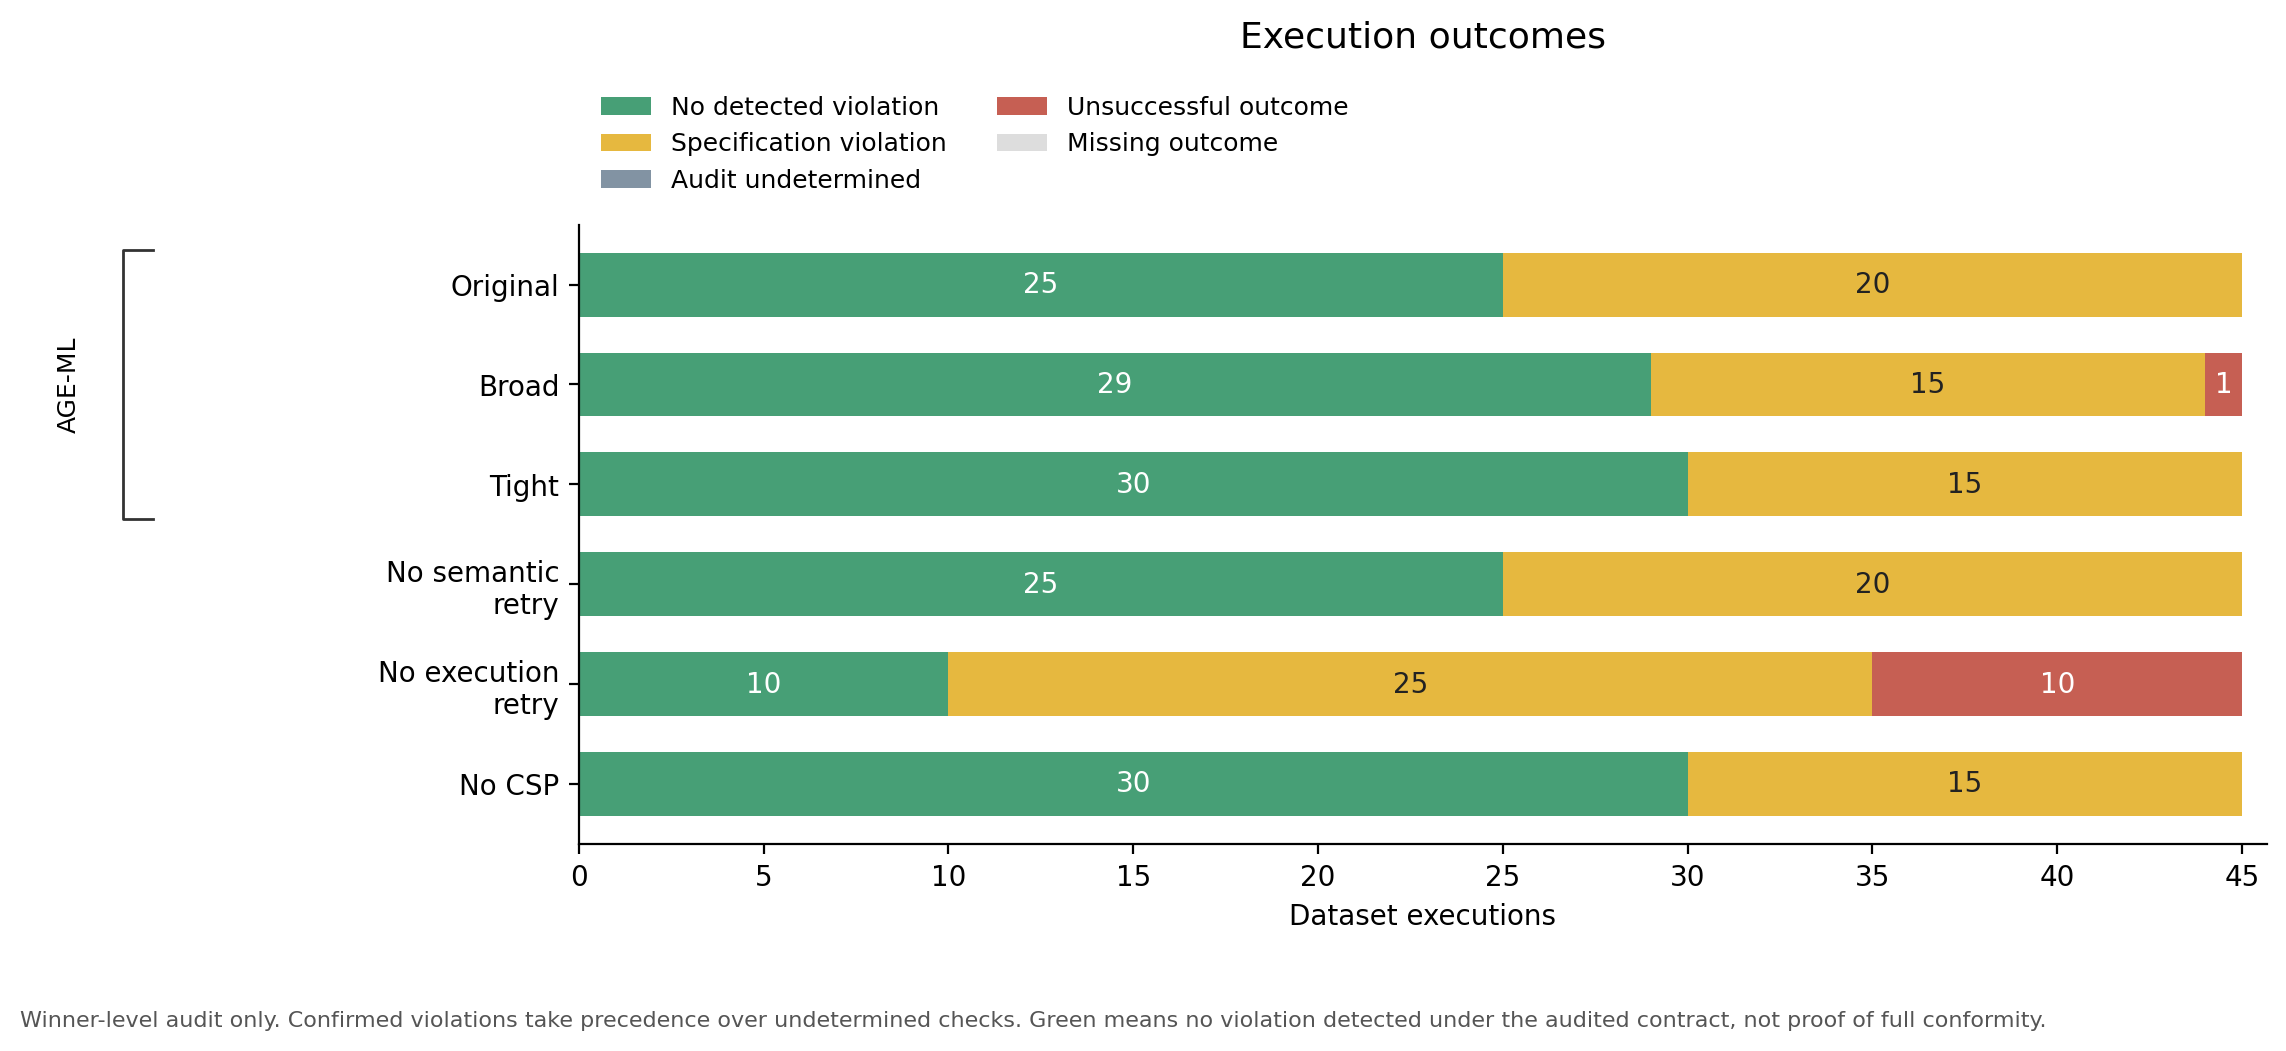 Execution outcomes
No detected violation
Specification violation
Audit undetermined
Unsuccessful outcome
Missing outcome
AGE-ML
Original
25
20
Broad
29
15
1
Tight
30
15
No semantic
retry
25
20
No execution
retry
10
25
10
No CSP
30
15
0 5 10 15 20 25 30 35 40 45
Dataset executions
Winner-level audit only. Confirmed violations take precedence over undetermined checks. Green means no violation detected under the audited contract, not proof of full conformity.